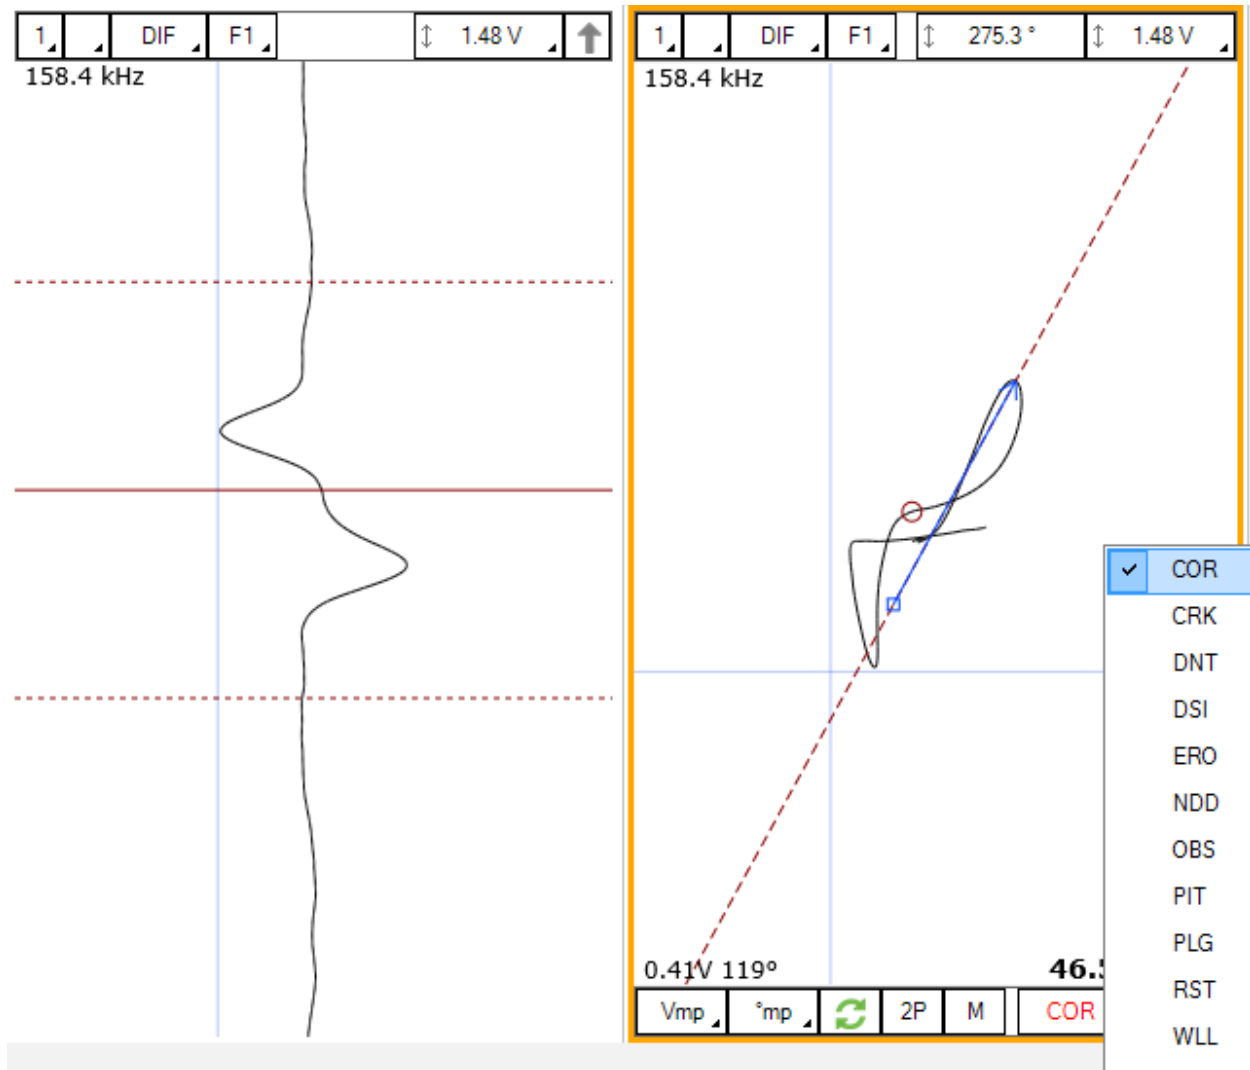 1 DIF F1 1.48 V
158.4 kHz
1 DIF F1 275.3 ° 1.48 V
158.4 kHz
0.41V 119º
Vmp °mp 2P M COR
COR
CRK
DNT
DSI
ERO
NDD
OBS
PIT
PLG
RST
WLL